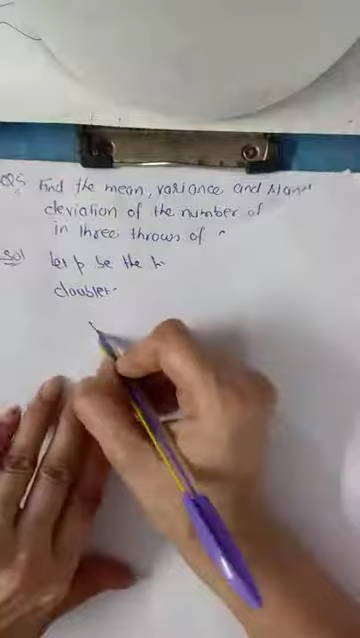 Q5 Find the mean, variance and stand
deviation of the number of
in three throws of
Sol let p be the
doublet.